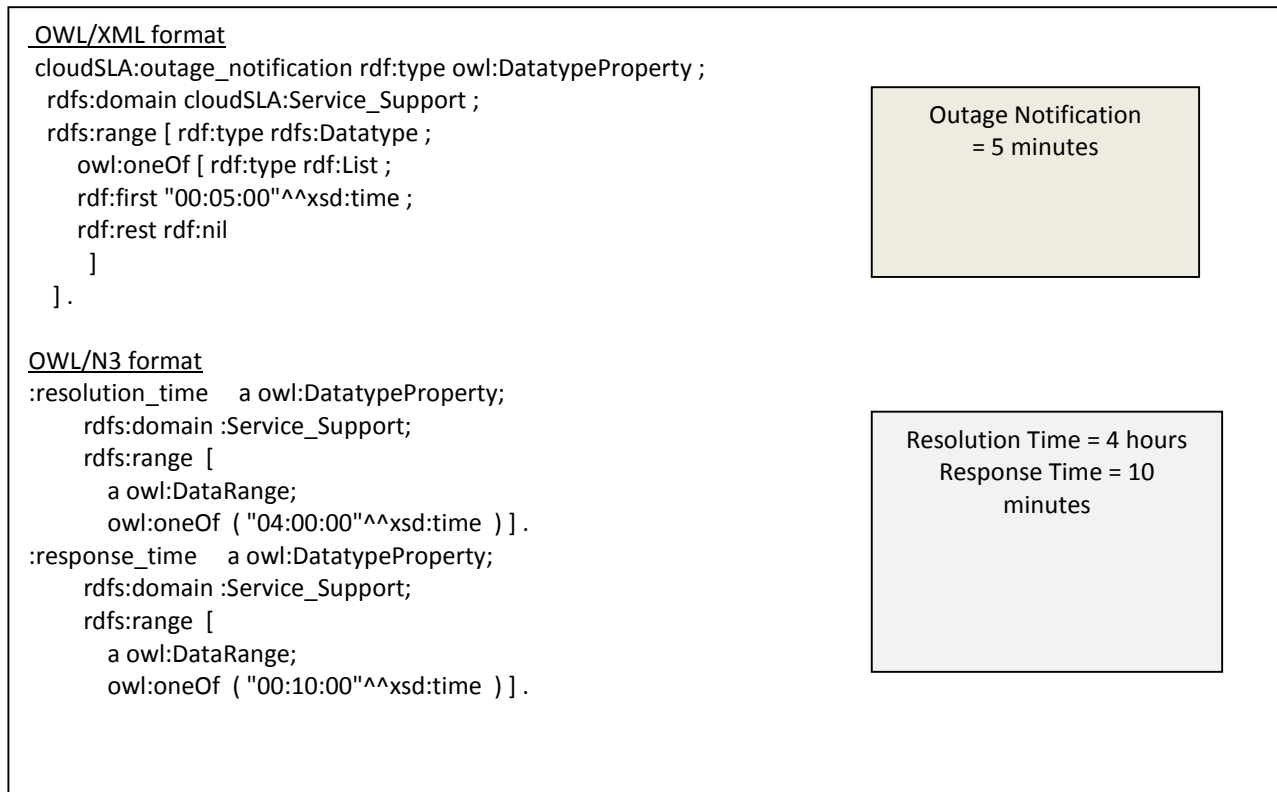 OWL/XML format
cloudSLA:outage_notification rdf:type owl:DatatypeProperty ;
rdfs:domain cloudSLA:Service_Support ;
rdfs:range [ rdf:type rdfs:Datatype ;
owl:oneOf [ rdf:type rdf:List ;
rdf:first "00:05:00"^^xsd:time ;
rdf:rest rdf:nil
]
] .
Outage Notification
= 5 minutes
OWL/N3 format
:resolution_time a owl:DatatypeProperty;
rdfs:domain :Service_Support;
rdfs:range [
a owl:DataRange;
owl:oneOf ( "04:00:00"^^xsd:time ) ] .
:response_time a owl:DatatypeProperty;
rdfs:domain :Service_Support;
rdfs:range [
a owl:DataRange;
owl:oneOf ( "00:10:00"^^xsd:time ) ] .
Resolution Time = 4 hours
Response Time = 10
minutes